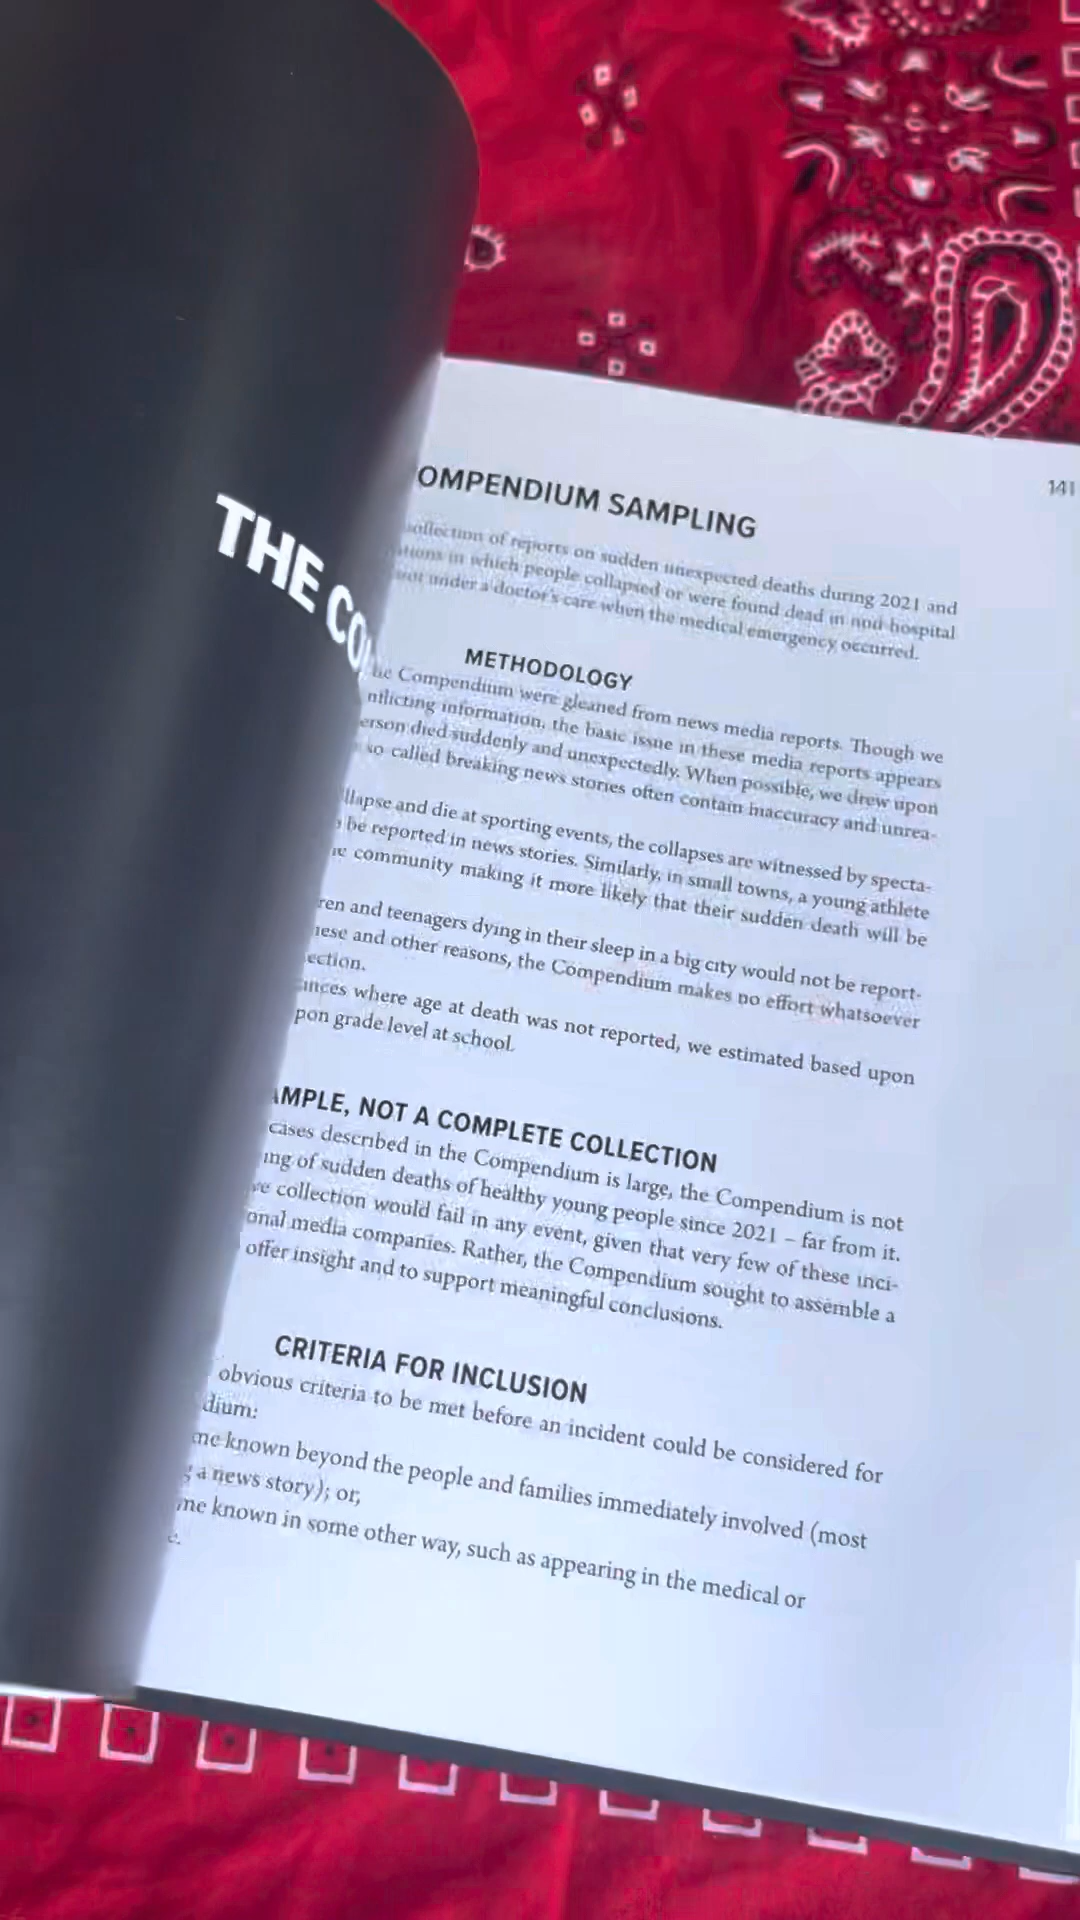 THE CO
141
OMPENDIUM SAMPLING
ollection of reports on sudden unexpected deaths during 2021 and
ations in which people collapsed or were found dead in non hospital
not under a doctor's care when the medical emergency occurred.
METHODOLOGY
he Compendium were gleaned from news media reports. Though we
nflicting information, the basic issue in these media reports appears
erson died suddenly and unexpectedly. When possible, we drew upon
so called breaking news stories often contain inaccuracy and unrea-
llapse and die at sporting events, the collapses are witnessed by specta-
be reported in news stories. Similarly, in small towns, a young athlete
community making it more likely that their sudden death will be
ren and teenagers dying in their sleep in a big city would not be report-
hese and other reasons, the Compendium makes no effort whatsoever
ection.
ances where age at death was not reported, we estimated based upon
pon grade level at school.
AMPLE, NOT A COMPLETE COLLECTION
cases described in the Compendium is large, the Compendium is not
ing of sudden deaths of healthy young people since 2021 – far from it.
ve collection would fail in any event, given that very few of these inci-
onal media companies. Rather, the Compendium sought to assemble a
offer insight and to support meaningful conclusions.
CRITERIA FOR INCLUSION
obvious criteria to be met before an incident could be considered for
dium:
me known beyond the people and families immediately involved (most
g a news story); or,
me known in some other way, such as appearing in the medical or
e.